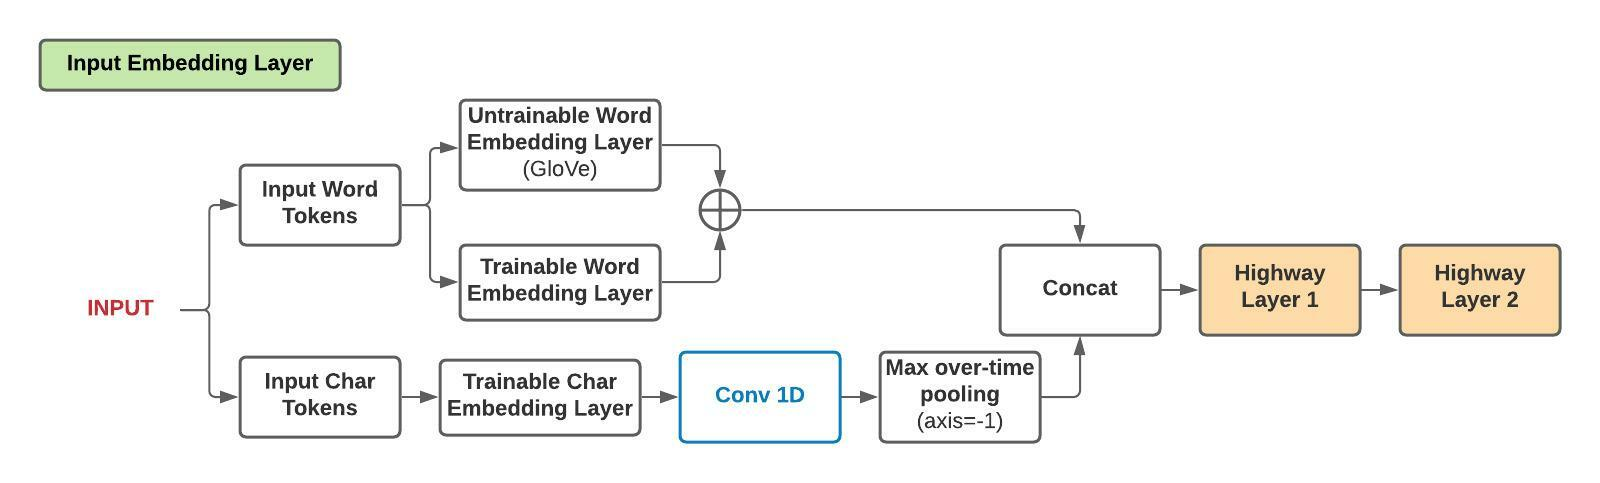 Input Embedding Layer
Untrainable Word
Embedding Layer
(GloVe)
Input Word
Tokens
Trainable Word
Embedding Layer
INPUT
Concat
Highway
Layer 1
Highway
Layer 2
Input Char
Tokens
Trainable Char
Embedding Layer
Conv 1D
Max over-time
pooling
(axis=-1)